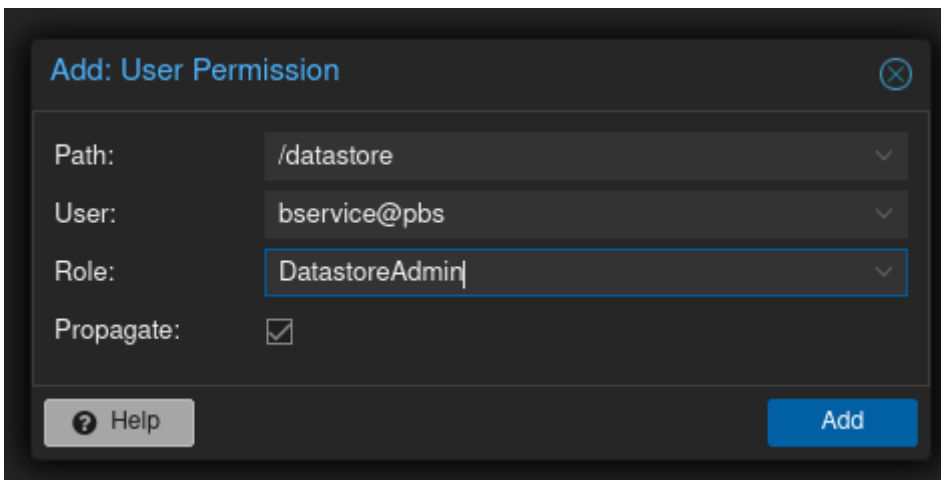 Add: User Permission
Path: /datastore
User: bservice@pbs
Role: DatastoreAdmin
Propagate:
Help Add